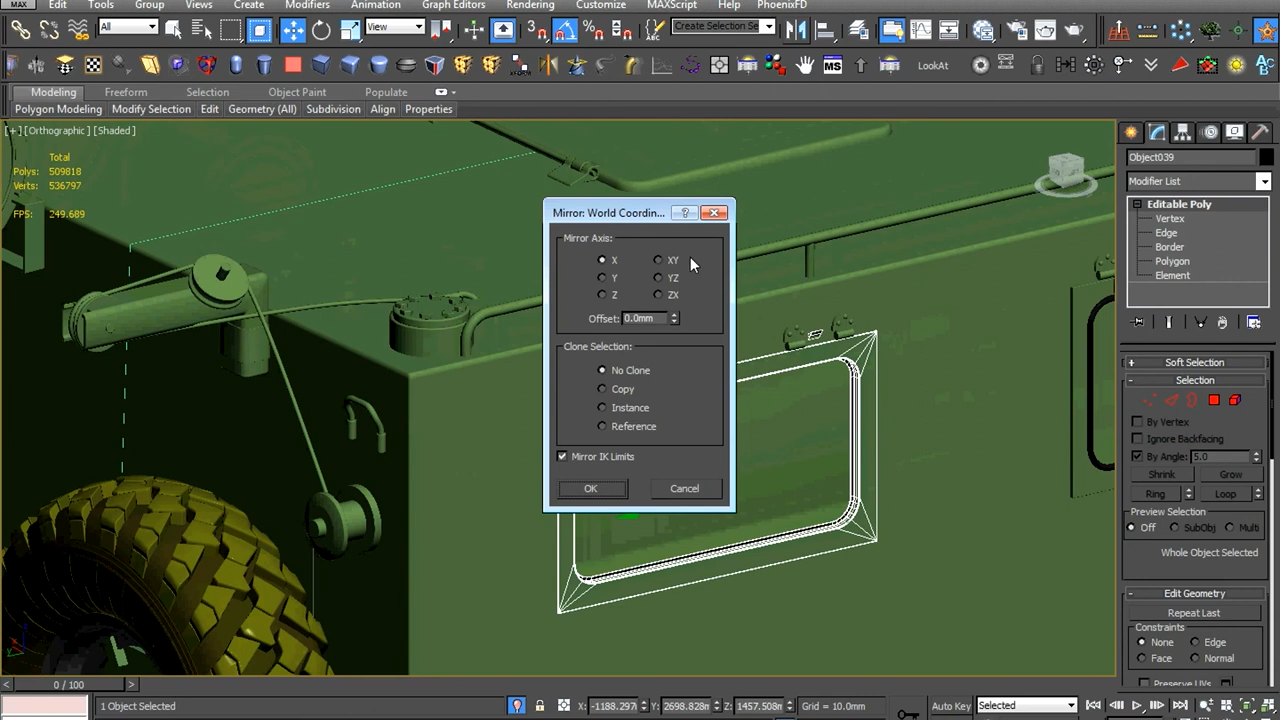 MAX Edit Tools Group Views Create Modifiers Animation Graph Editors Rendering Customize MAXScript Help PhoenixFD
All View 3 % Create Selection Se
MS LookAt
Modeling Freeform Selection Object Paint Populate
Polygon Modeling Modify Selection Edit Geometry (All) Subdivision Align Properties
[+] [Orthographic] [Shaded]
Total
Polys: 509818
Verts: 536797
FPS: 249.689
Mirror: World Coordin... ?
Mirror Axis:
X XY
Y YZ
Z ZX
Offset: 0.0mm
Clone Selection:
No Clone
Copy
Instance
Reference
Mirror IK Limits
OK Cancel
Object039
Modifier List
Editable Poly
Vertex
Edge
Border
Polygon
Element
+ Soft Selection
- Selection
By Vertex
Ignore Backfacing
By Angle: 5.0
Shrink Grow
Ring Loop
Preview Selection
Off SubObj Multi
Whole Object Selected
- Edit Geometry
Repeat Last
Constraints
None Edge
Face Normal
Preserve UVs
< 0 / 100 >
1 Object Selected X: -1188.297 Y: 2698.828m Z: 1457.508m Grid = 10.0mm Auto Key Selected